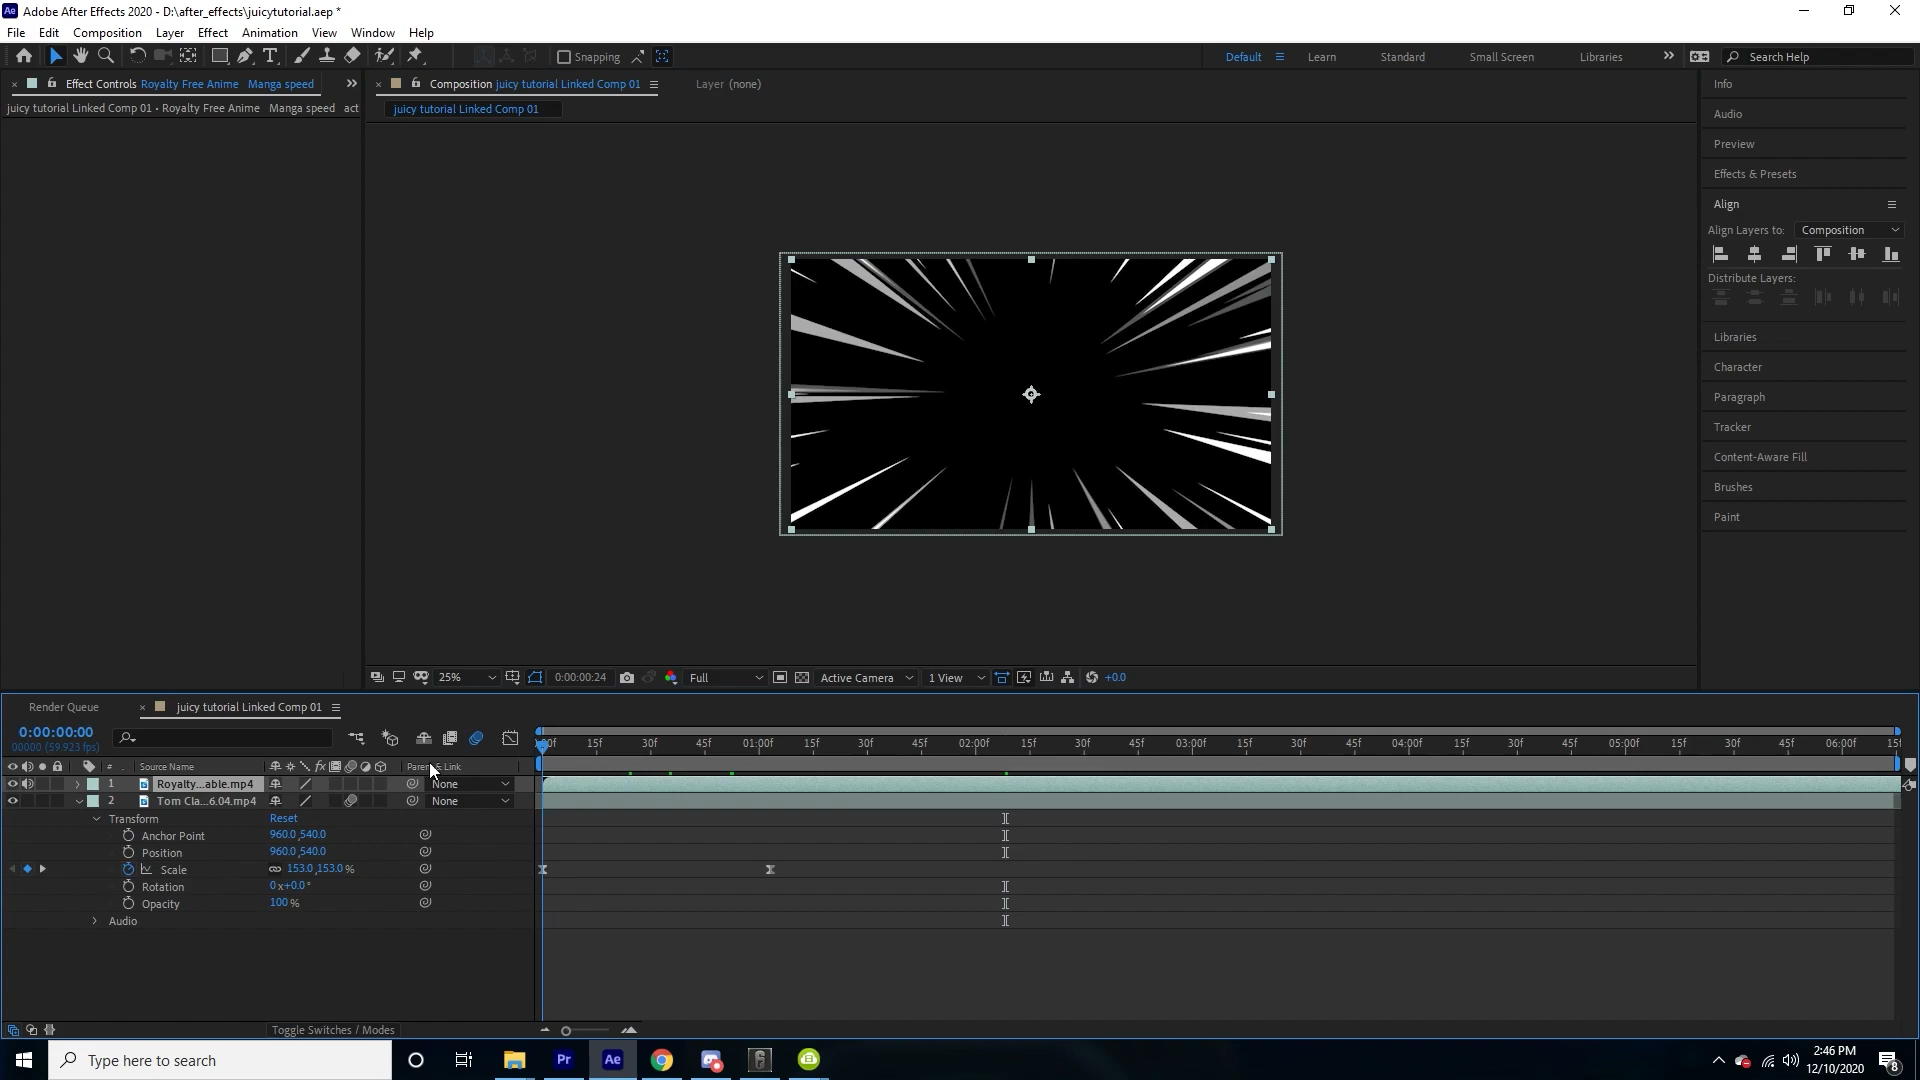 Ae Adobe After Effects 2020 - D:\after_effects\juicytutorial.aep *
File Edit Composition Layer Effect Animation View Window Help
Snapping Default Learn Standard Small Screen Libraries Search Help
Effect Controls Royalty Free Anime Manga speed
Composition juicy tutorial Linked Comp 01
Layer (none)
juicy tutorial Linked Comp 01 • Royalty Free Anime Manga speed act
juicy tutorial Linked Comp 01
Info
Audio
Preview
Effects & Presets
Align
Align Layers to: Composition
Distribute Layers:
Libraries
Character
Paragraph
Tracker
Content-Aware Fill
Brushes
Paint
25% 0:00:00:24 Full Active Camera 1 View +0.0
Render Queue juicy tutorial Linked Comp 01
0:00:00:00
00000 (59.923 fps)
:00f 15f 30f 45f 01:00f 15f 30f 45f 02:00f 15f 30f 45f 03:00f 15f 30f 45f 04:00f 15f 30f 45f 05:00f 15f 30f 45f 06:00f 15
# Source Name fx Paren & Link
1 Royalty...able.mp4 None
2 Tom Cla...6.04.mp4 None
Transform Reset
Anchor Point 960.0,540.0
Position 960.0,540.0
Scale 153.0,153.0%
Rotation 0x+0.0°
Opacity 100%
Audio
Toggle Switches / Modes
Type here to search
Pr
Ae
2:46 PM
12/10/2020
8